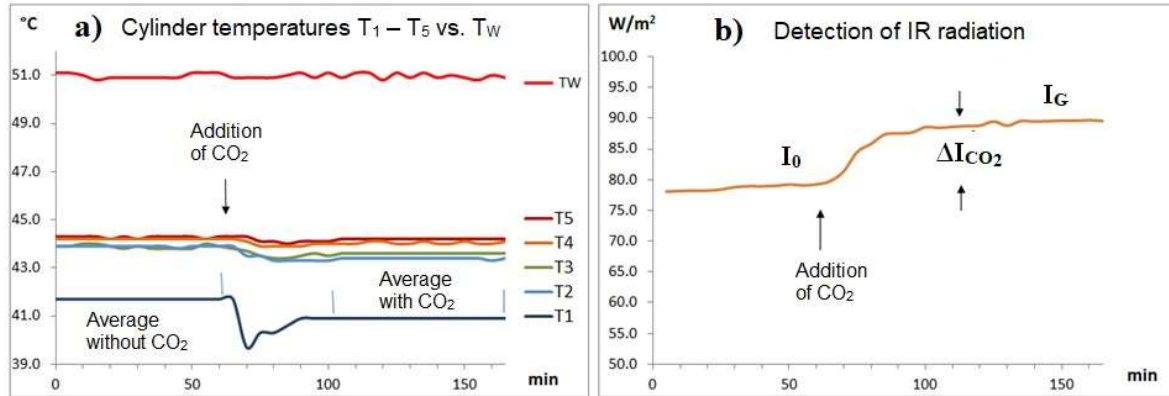 °C
a) Cylinder temperatures T₁ – T₅ vs. T_W
51.0
49.0
47.0
45.0
43.0
41.0
39.0
0
50
100
150
min
TW
Addition
of CO₂
T5
T4
T3
T2
T1
Average
without CO₂
Average
with CO₂
W/m²
b) Detection of IR radiation
100.0
95.0
90.0
85.0
80.0
75.0
70.0
65.0
60.0
55.0
50.0
0
50
100
150
min
I₀
ΔI_CO₂
I_G
Addition
of CO₂